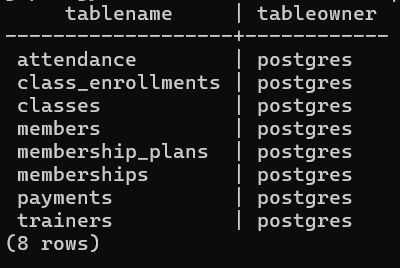 tablename | tableowner
-------------------+------------
attendance | postgres
class_enrollments | postgres
classes | postgres
members | postgres
membership_plans | postgres
memberships | postgres
payments | postgres
trainers | postgres
(8 rows)